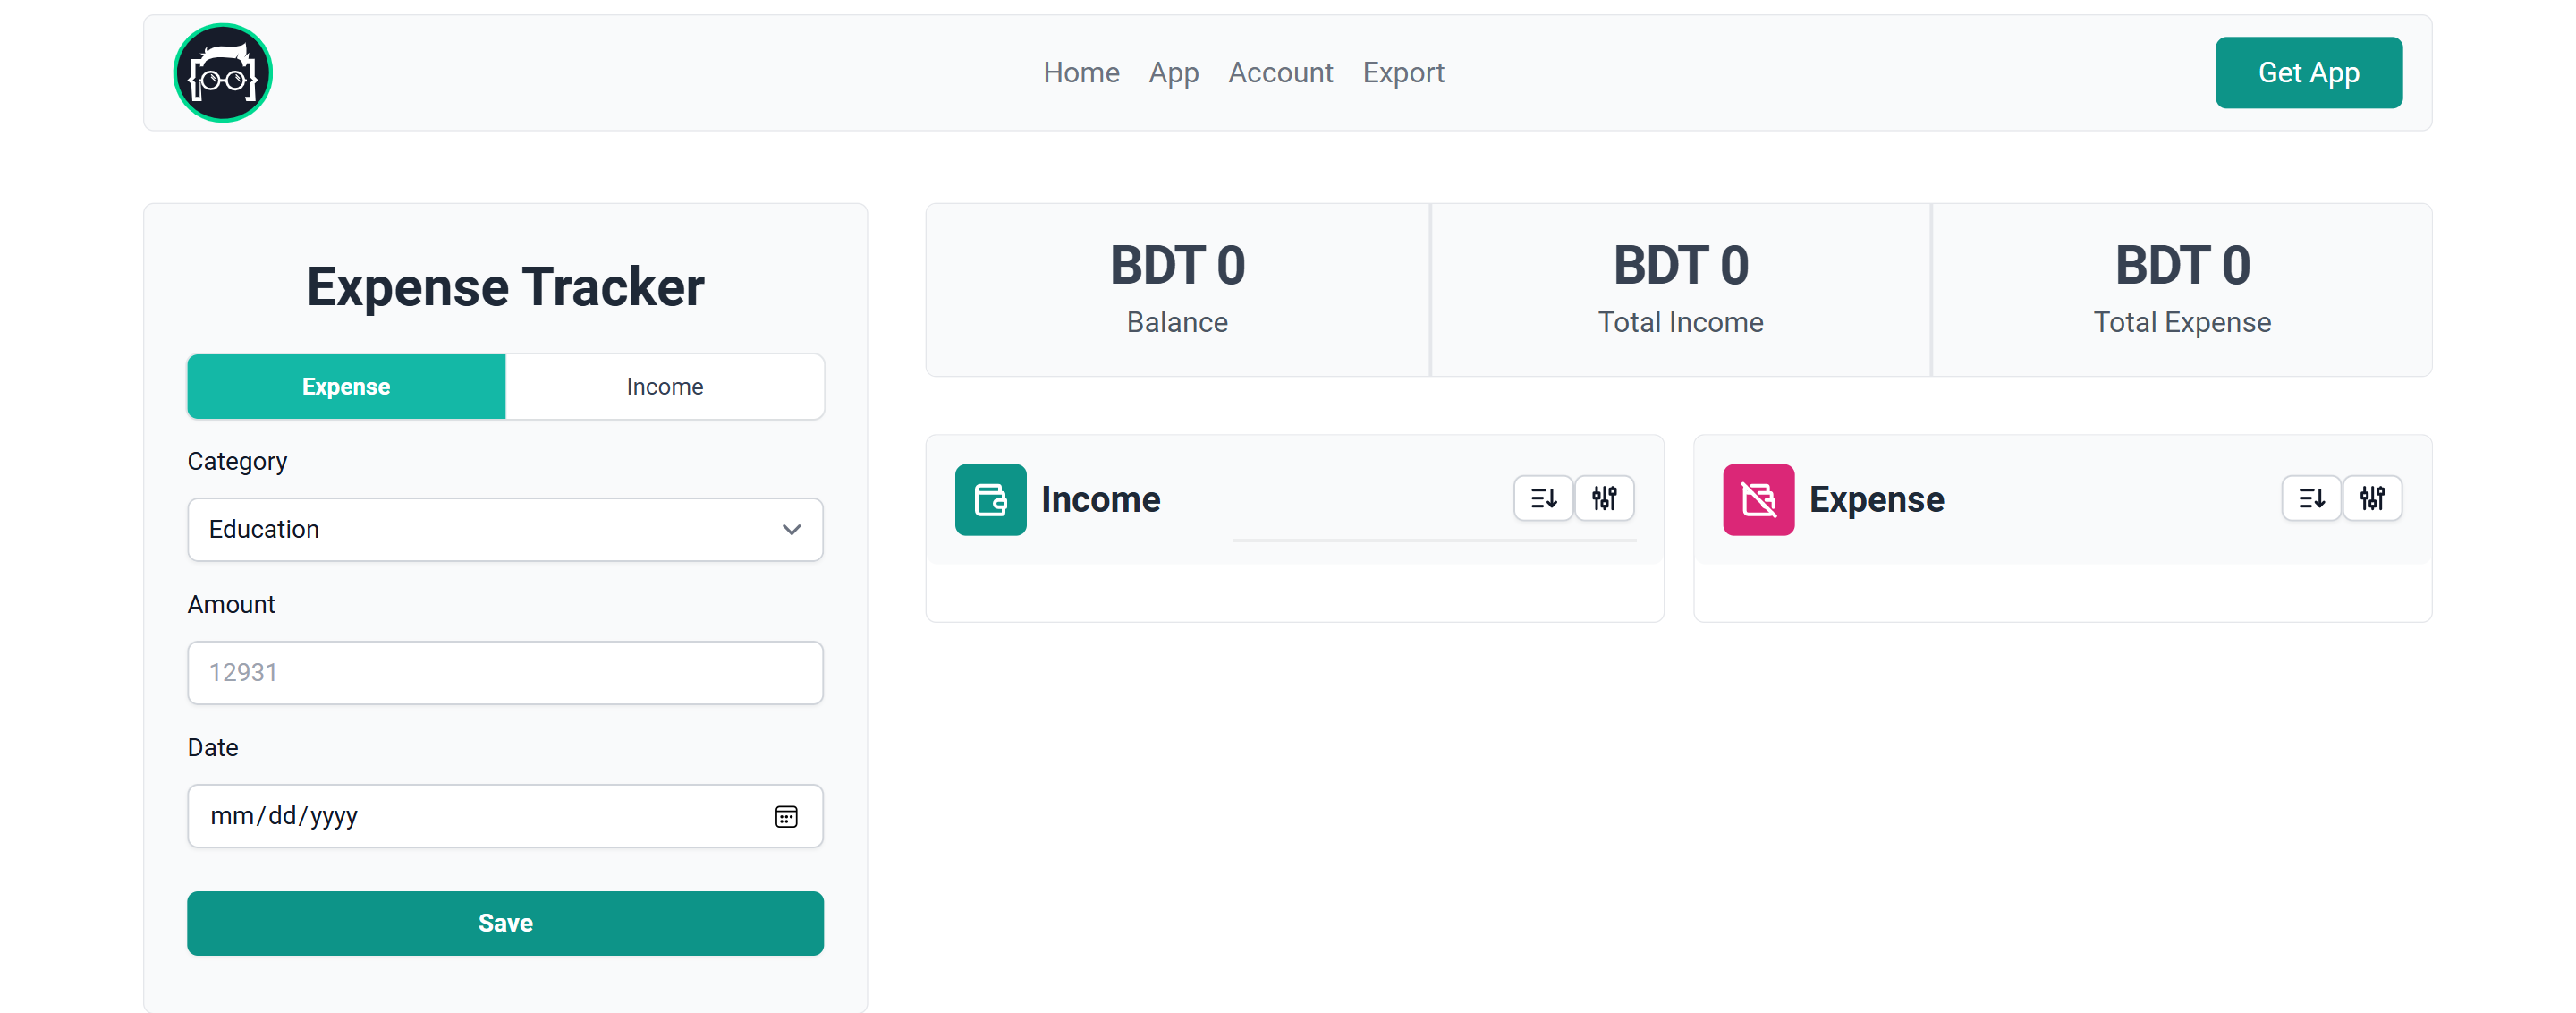 Home App Account Export
Get App
Expense Tracker
Expense Income
Category
Education
Amount
12931
Date
mm/dd/yyyy
Save
BDT 0
Balance
BDT 0
Total Income
BDT 0
Total Expense
Income
Expense